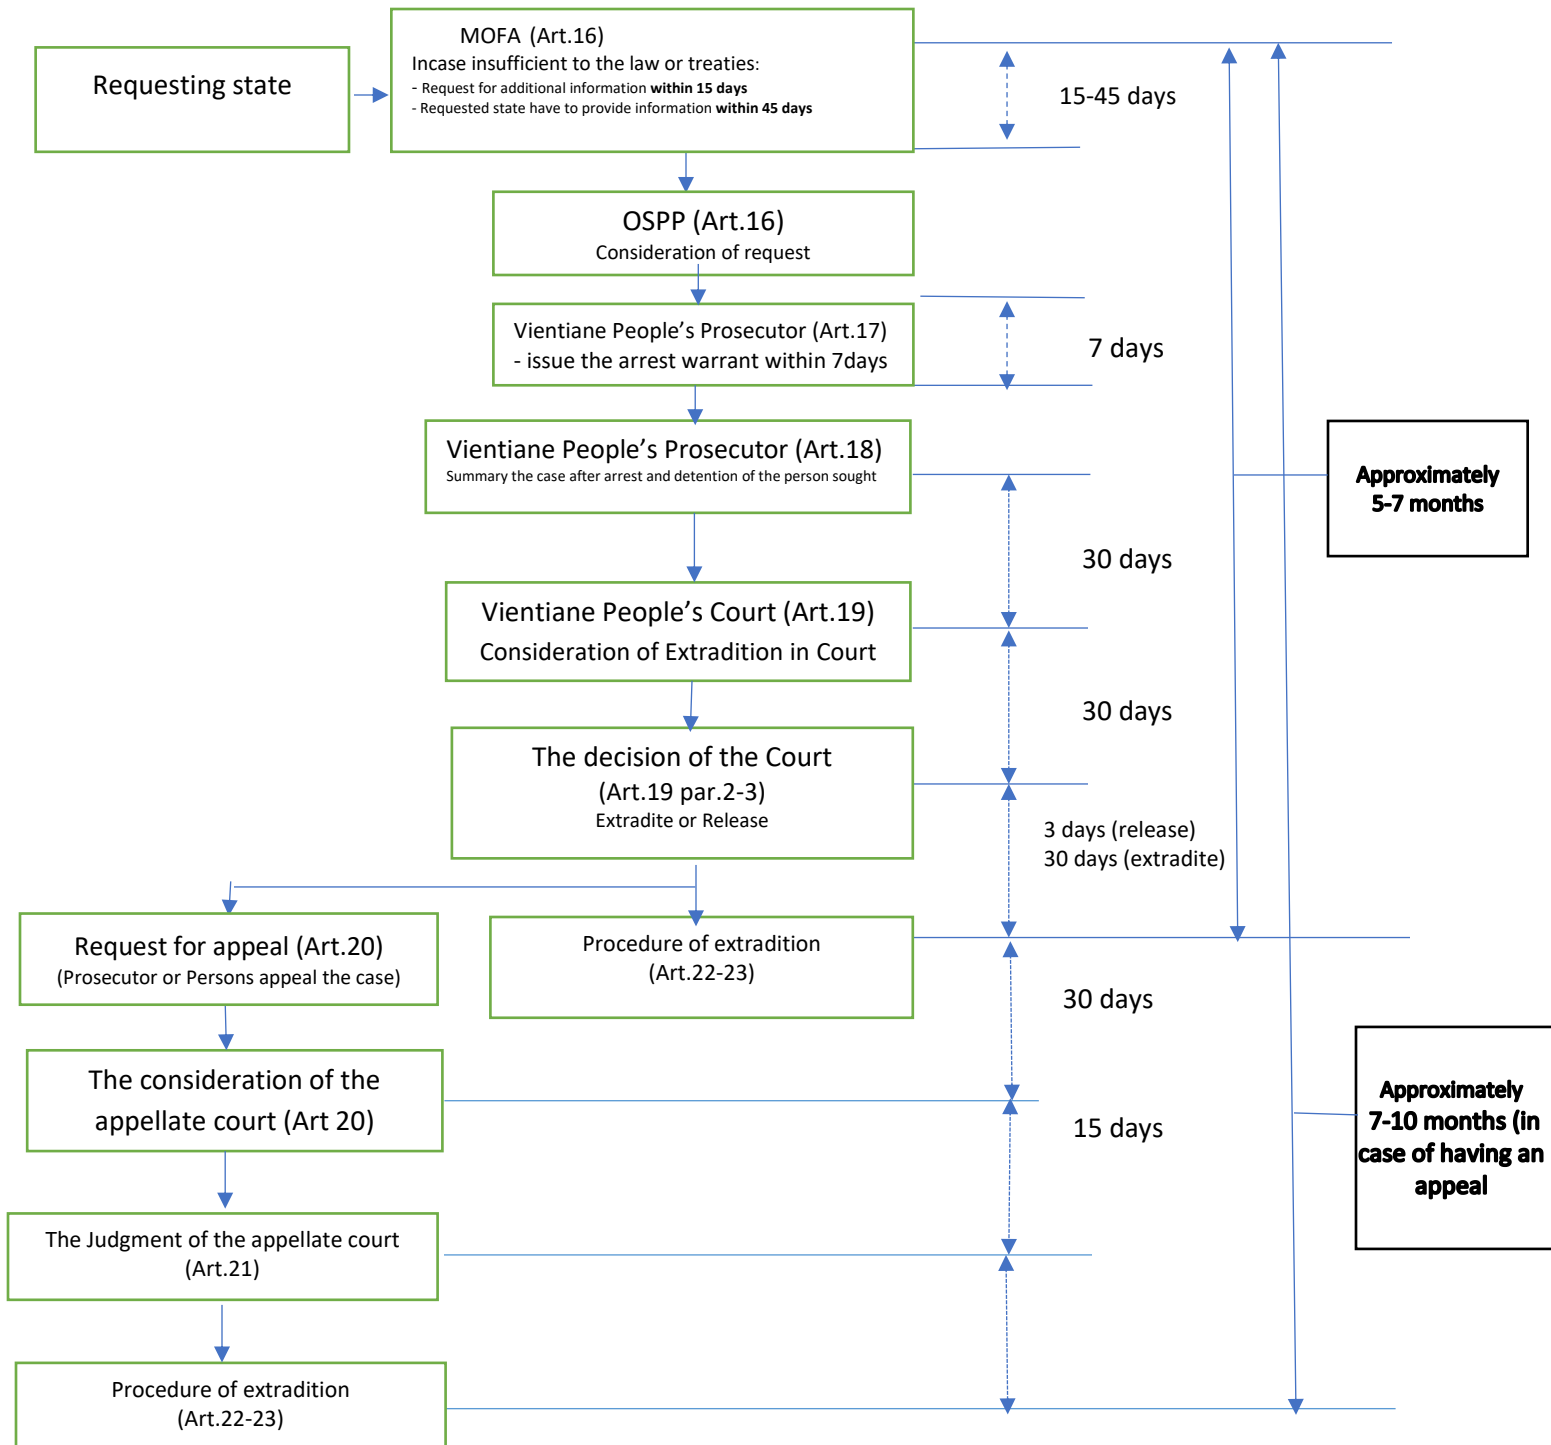 Requesting state
MOFA (Art.16)
Incase insufficient to the law or treaties:
- Request for additional information within 15 days
- Requested state have to provide information within 45 days
15-45 days
OSPP (Art.16)
Consideration of request
Vientiane People’s Prosecutor (Art.17)
- issue the arrest warrant within 7days
7 days
Vientiane People’s Prosecutor (Art.18)
Summary the case after arrest and detention of the person sought
Approximately
5-7 months
30 days
Vientiane People’s Court (Art.19)
Consideration of Extradition in Court
30 days
The decision of the Court
(Art.19 par.2-3)
Extradite or Release
3 days (release)
30 days (extradite)
Request for appeal (Art.20)
(Prosecutor or Persons appeal the case)
Procedure of extradition
(Art.22-23)
30 days
The consideration of the
appellate court (Art 20)
15 days
Approximately
7-10 months (in
case of having an
appeal
The Judgment of the appellate court
(Art.21)
Procedure of extradition
(Art.22-23)